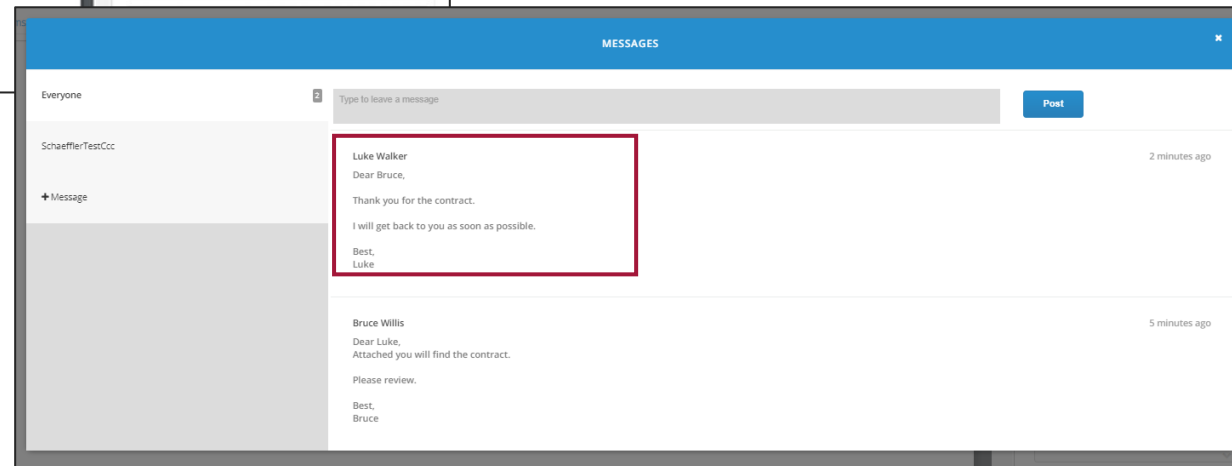 MESSAGES
Everyone
2
Type to leave a message
Post
SchaefflerTestCcc
+Message
Luke Walker
2 minutes ago
Dear Bruce,
Thank you for the contract.
I will get back to you as soon as possible.
Best,
Luke
Bruce Willis
5 minutes ago
Dear Luke,
Attached you will find the contract.
Please review.
Best,
Bruce